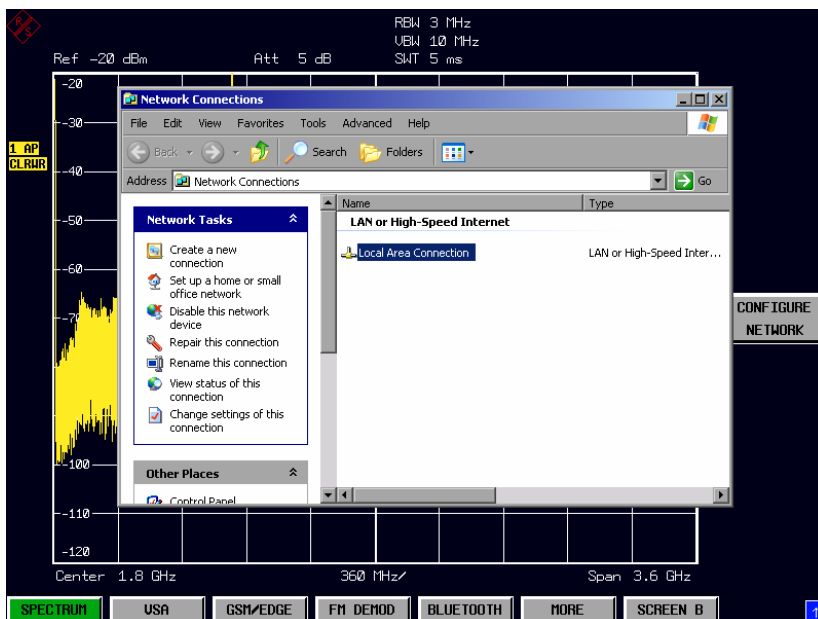 R S
RBW 3 MHz
VBW 10 MHz
Ref -20 dBm Att 5 dB SWT 5 ms
-20
-30
1 AP
CLRWR
-40
-50
-60
-100
-110
-120
Network Connections
File Edit View Favorites Tools Advanced Help
Back Search Folders
Address Network Connections Go
Network Tasks
Create a new
connection
Set up a home or small
office network
Disable this network
device
Repair this connection
Rename this connection
View status of this
connection
Change settings of this
connection
Other Places
Control Panel
Name Type
LAN or High-Speed Internet
Local Area Connection LAN or High-Speed Inter...
CONFIGURE
NETWORK
Center 1.8 GHz 360 MHz/ Span 3.6 GHz
SPECTRUM VSA GSM/EDGE FM DEMOD BLUETOOTH MORE SCREEN B